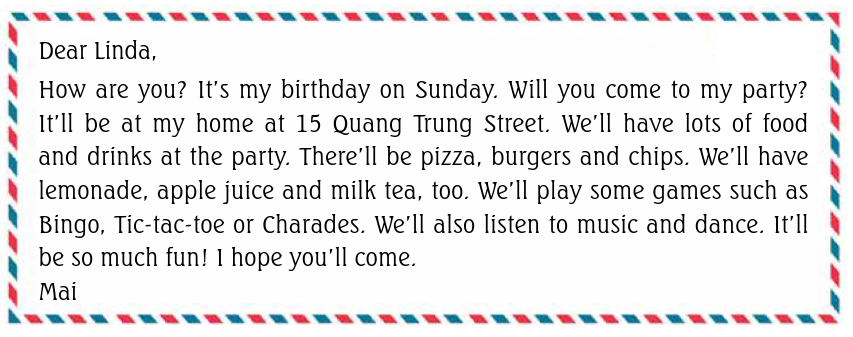 Dear Linda,
How are you? It's my birthday on Sunday. Will you come to my party?
It'll be at my home at 15 Quang Trung Street. We'll have lots of food
and drinks at the party. There'll be pizza, burgers and chips. We'll have
lemonade, apple juice and milk tea, too. We'll play some games such as
Bingo, Tic-tac-toe or Charades. We'll also listen to music and dance. It'll
be so much fun! I hope you'll come.
Mai